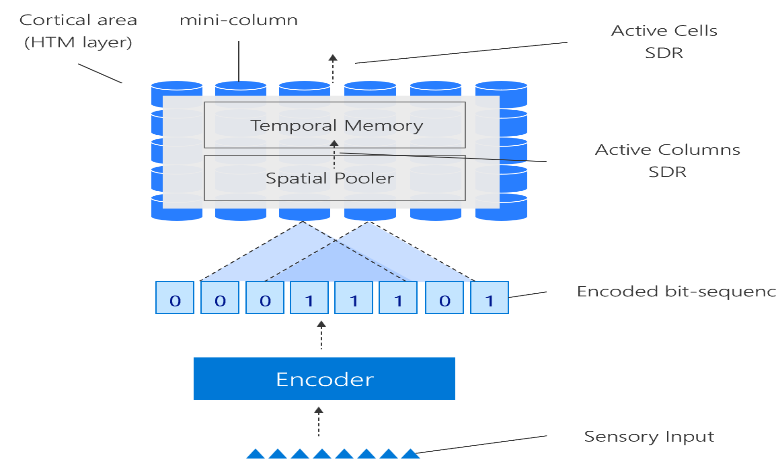 Cortical area
(HTM layer)
mini-column
Active Cells
SDR
Temporal Memory
Active Columns
SDR
Spatial Pooler
0 0 0 1 1 1 0 1
Encoded bit-sequenc
Encoder
Sensory Input